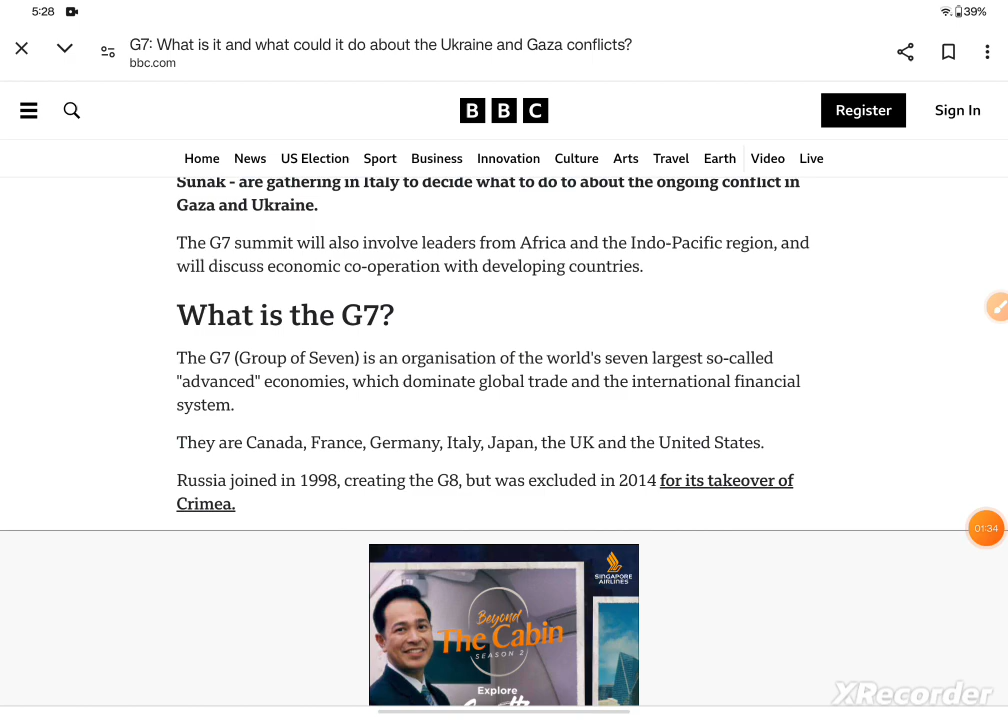 5:28
39%
G7: What is it and what could it do about the Ukraine and Gaza conflicts?
bbc.com
BBC
Register
Sign In
Home News US Election Sport Business Innovation Culture Arts Travel Earth Video Live
Sunak - are gathering in Italy to decide what to do to about the ongoing conflict in
Gaza and Ukraine.
The G7 summit will also involve leaders from Africa and the Indo-Pacific region, and
will discuss economic co-operation with developing countries.
What is the G7?
The G7 (Group of Seven) is an organisation of the world's seven largest so-called
"advanced" economies, which dominate global trade and the international financial
system.
They are Canada, France, Germany, Italy, Japan, the UK and the United States.
Russia joined in 1998, creating the G8, but was excluded in 2014 for its takeover of
Crimea.
01:34
SINGAPORE
AIRLINES
Beyond
The Cabin
SEASON 2
Explore
XRecorder